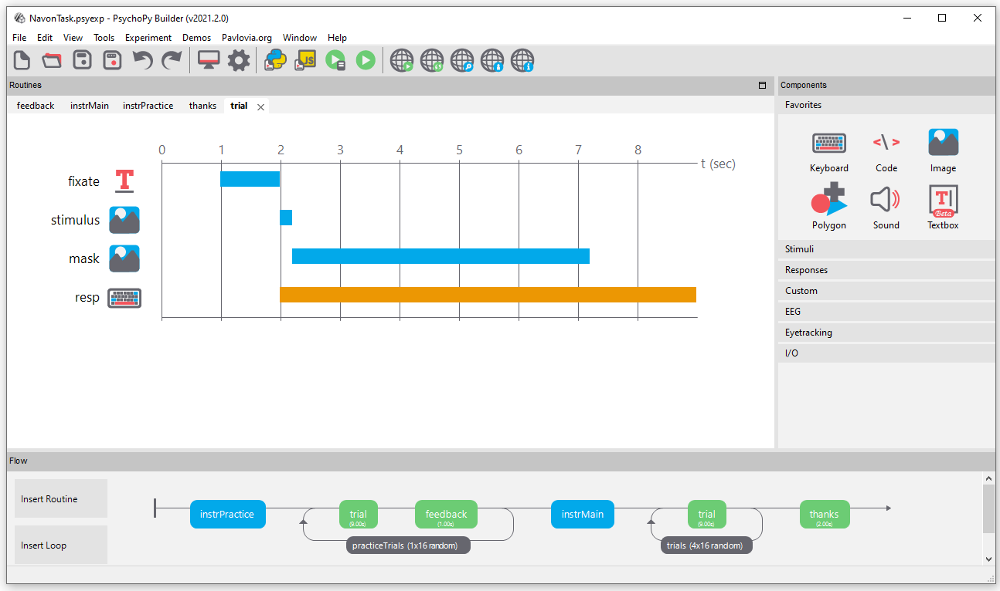 NavonTask.psyexp - PsychoPy Builder (v2021.2.0)
File Edit View Tools Experiment Demos Pavlovia.org Window Help
JS
Routines
feedback instrMain instrPractice thanks trial
0 1 2 3 4 5 6 7 8
t (sec)
fixate T
stimulus
mask
resp
Components
Favorites
Keyboard Code Image
T
Beta
Polygon Sound Textbox
Stimuli
Responses
Custom
EEG
Eyetracking
I/O
Flow
Insert Routine
Insert Loop
instrPractice
trial
(9.00s)
feedback
(1.00s)
practiceTrials (1x16 random)
instrMain
trial
(9.00s)
trials (4x16 random)
thanks
(2.00s)